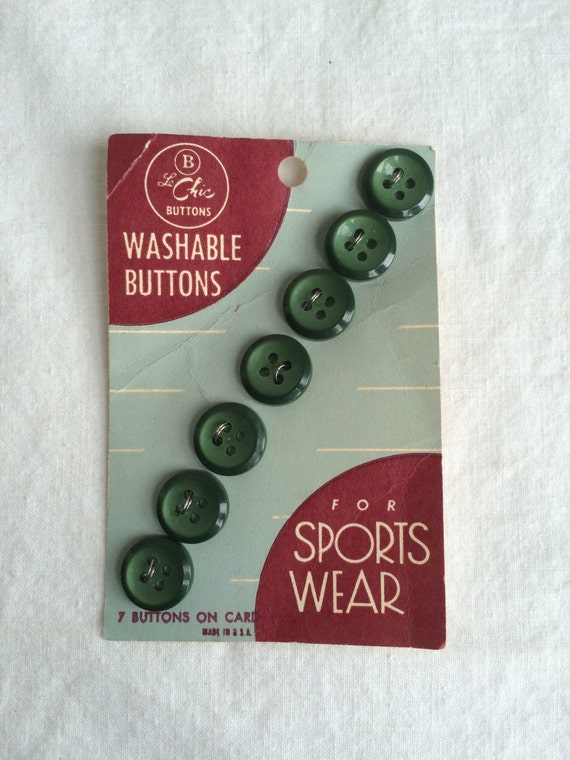 B
Le Chic
BUTTONS
WASHABLE
BUTTONS
FOR
SPORTS
WEAR
7 BUTTONS ON CARD
MADE IN U.S.A.